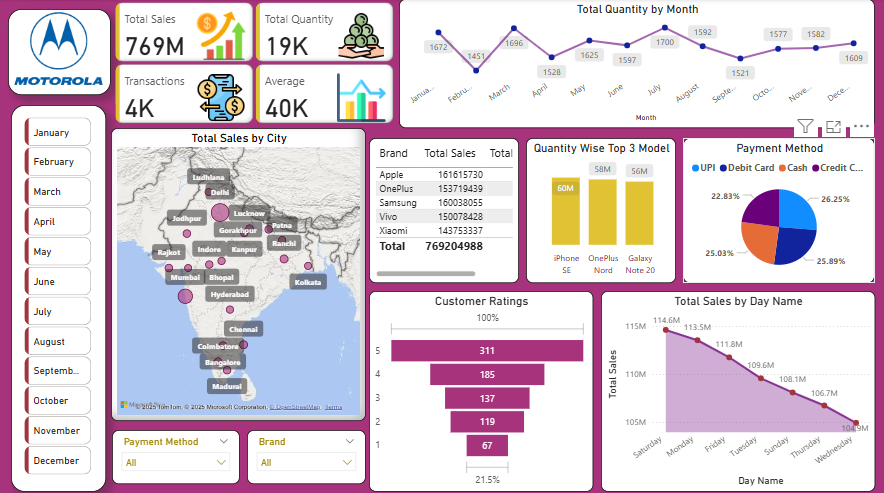 MOTOROLA
Total Sales
769M
Total Quantity
19K
Transactions
4K
Average
40K
Total Quantity by Month
1672
1451
1696
1528
1625
1597
1700
1592
1521
1577
1582
1609
Janua...
Febru...
March
April
May
June
July
August
Septe...
Octo...
Nove...
Dece...
Month
January
February
March
April
May
June
July
August
Septemb...
October
November
December
Total Sales by City
Ludhiana
Delhi
Lucknow
Jodhpur
Gorakhpur
Patna
Ranchi
Rajkot
Indore
Kanpur
Mumbai
Bhopal
Kolkata
Hyderabad
Chennai
Coimbatore
Bangalore
Madurai
© 2025 TomTom, © 2025 Microsoft Corporation, © OpenStreetMap Terms
Brand Total Sales Total
Apple 161615730
OnePlus 153719439
Samsung 160038055
Vivo 150078428
Xiaomi 143753337
Total 769204988
Quantity Wise Top 3 Model
60M
58M
56M
iPhone SE
OnePlus Nord
Galaxy Note 20
Payment Method
UPI Debit Card Cash Credit C...
22.83%
26.25%
25.03%
25.89%
Payment Method
All
Brand
All
Customer Ratings
100%
5 311
4 185
3 137
2 119
1 67
21.5%
Total Sales by Day Name
Total Sales
115M
110M
105M
114.6M
113.5M
111.8M
109.6M
108.1M
106.7M
104.9M
Saturday
Monday
Friday
Tuesday
Sunday
Thursday
Wednesday
Day Name